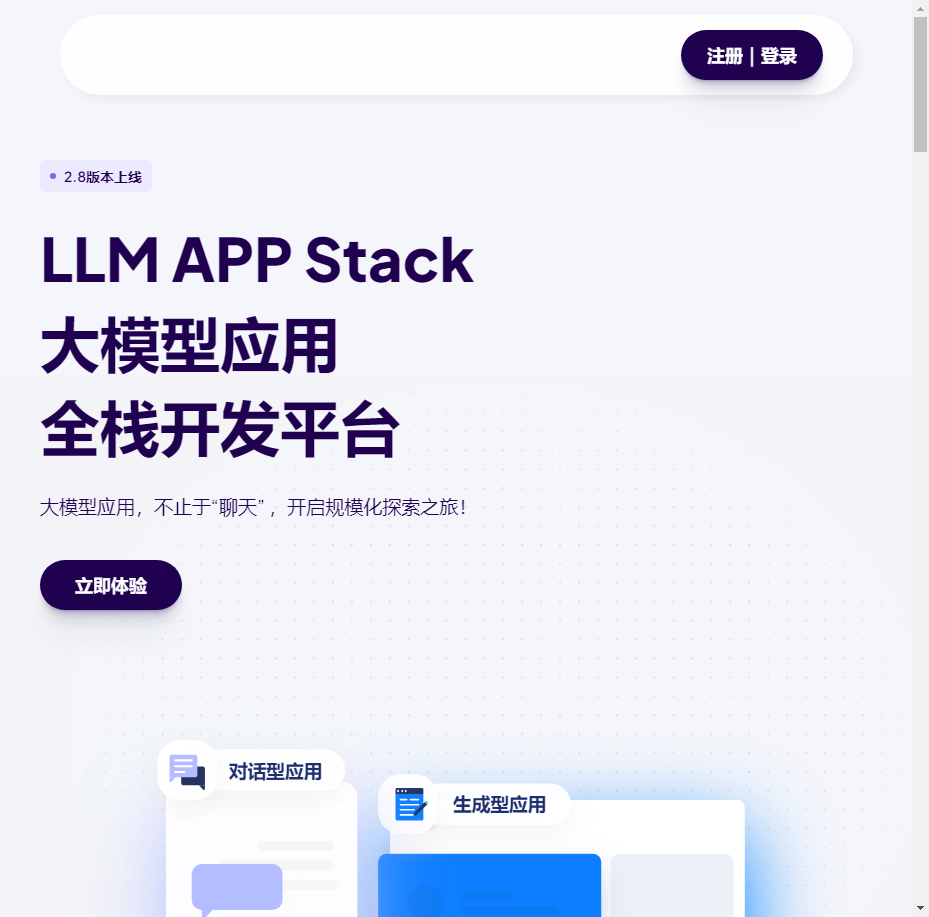 注册 | 登录
2.8版本上线
LLM APP Stack
大模型应用
全栈开发平台
大模型应用，不止于“聊天”，开启规模化探索之旅！
立即体验
对话型应用
生成型应用